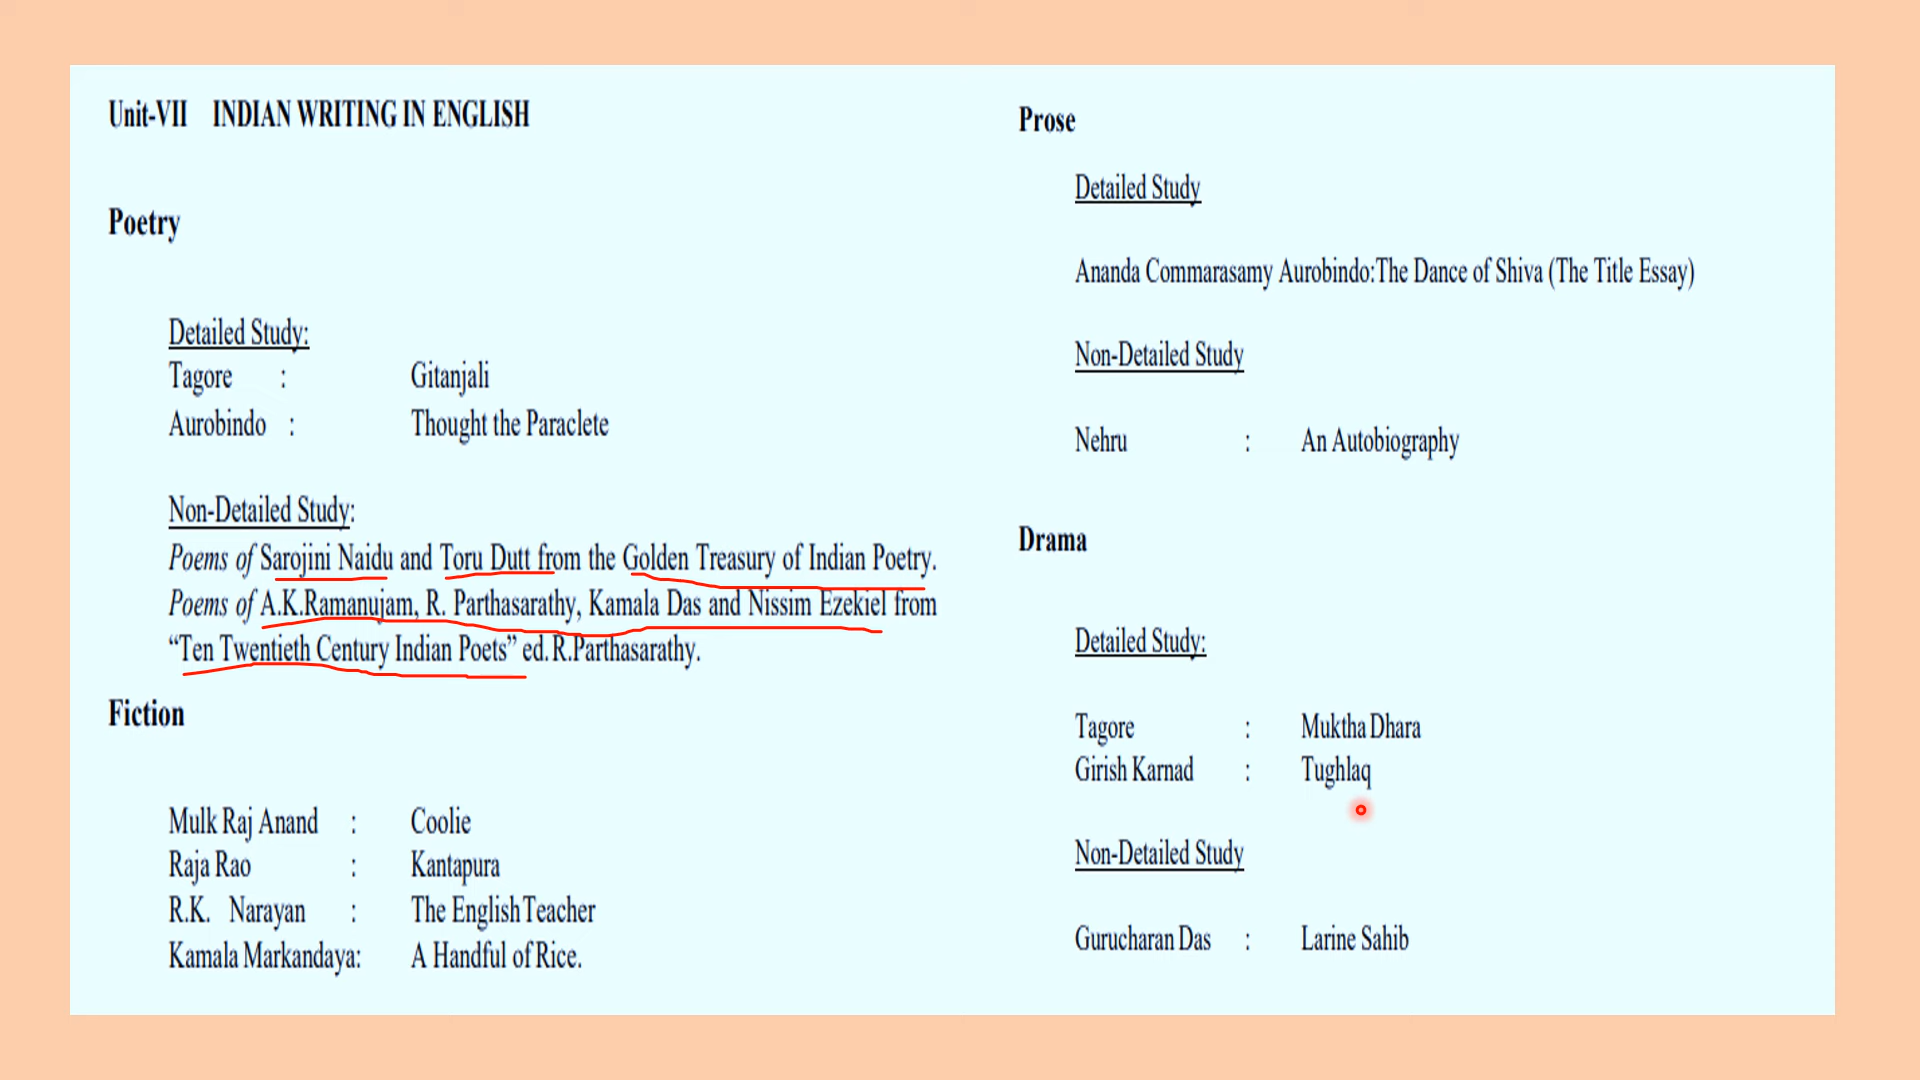 Unit-VII INDIAN WRITING IN ENGLISH
Poetry
Detailed Study:
Tagore : Gitanjali
Aurobindo : Thought the Paraclete
Non-Detailed Study:
Poems of Sarojini Naidu and Toru Dutt from the Golden Treasury of Indian Poetry.
Poems of A.K.Ramanujam, R. Parthasarathy, Kamala Das and Nissim Ezekiel from
“Ten Twentieth Century Indian Poets” ed.R.Parthasarathy.
Fiction
Mulk Raj Anand : Coolie
Raja Rao : Kantapura
R.K. Narayan : The English Teacher
Kamala Markandaya: A Handful of Rice.
Prose
Detailed Study
Ananda Commarasamy Aurobindo:The Dance of Shiva (The Title Essay)
Non-Detailed Study
Nehru : An Autobiography
Drama
Detailed Study:
Tagore : Muktha Dhara
Girish Karnad : Tughlaq
Non-Detailed Study
Gurucharan Das : Larine Sahib